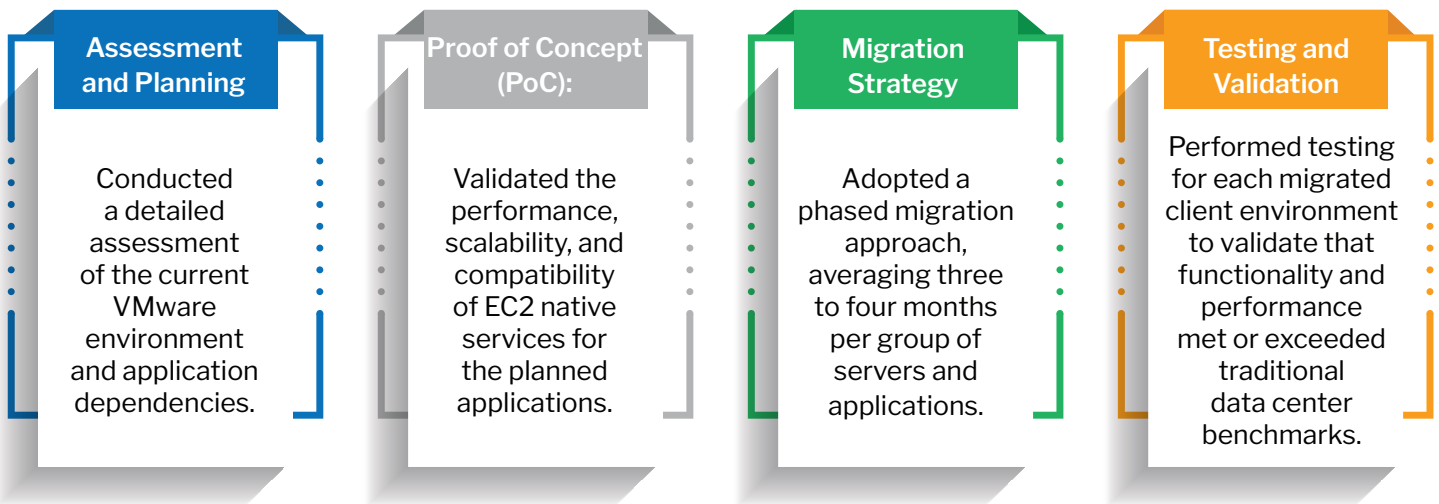 Assessment
and Planning
Conducted
a detailed
assessment
of the current
VMware
environment
and application
dependencies.
Proof of Concept
(PoC):
Validated the
performance,
scalability, and
compatibility
of EC2 native
services for
the planned
applications.
Migration
Strategy
Adopted a
phased migration
approach,
averaging three
to four months
per group of
servers and
applications.
Testing and
Validation
Performed testing
for each migrated
client environment
to validate that
functionality and
performance
met or exceeded
traditional
data center
benchmarks.